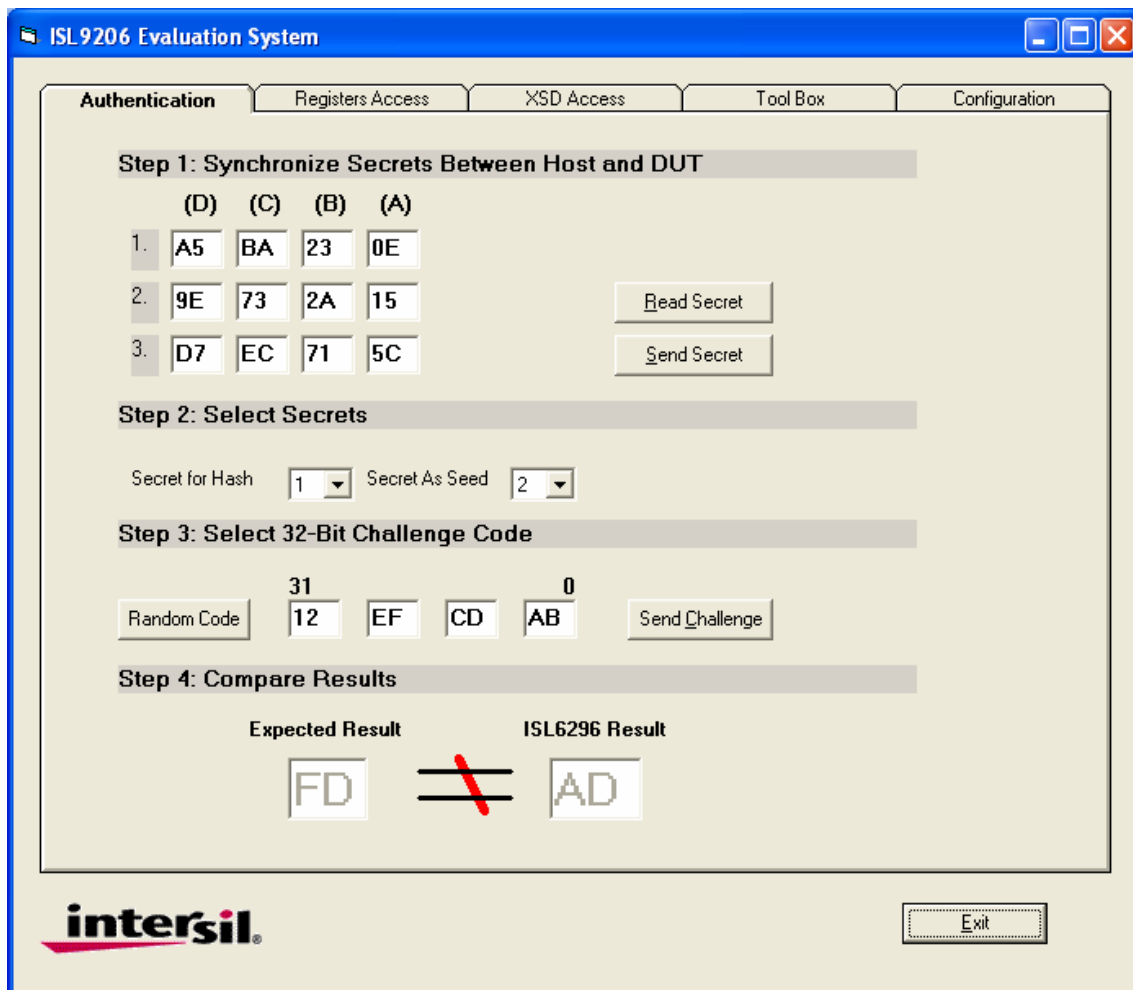 ISL9206 Evaluation System
Authentication Registers Access XSD Access Tool Box Configuration
Step 1: Synchronize Secrets Between Host and DUT
(D) (C) (B) (A)
1. A5 BA 23 0E
2. 9E 73 2A 15 Read Secret
3. D7 EC 71 5C Send Secret
Step 2: Select Secrets
Secret for Hash 1 Secret As Seed 2
Step 3: Select 32-Bit Challenge Code
31 0
Random Code 12 EF CD AB Send Challenge
Step 4: Compare Results
Expected Result ISL6296 Result
FD AD
intersil® Exit